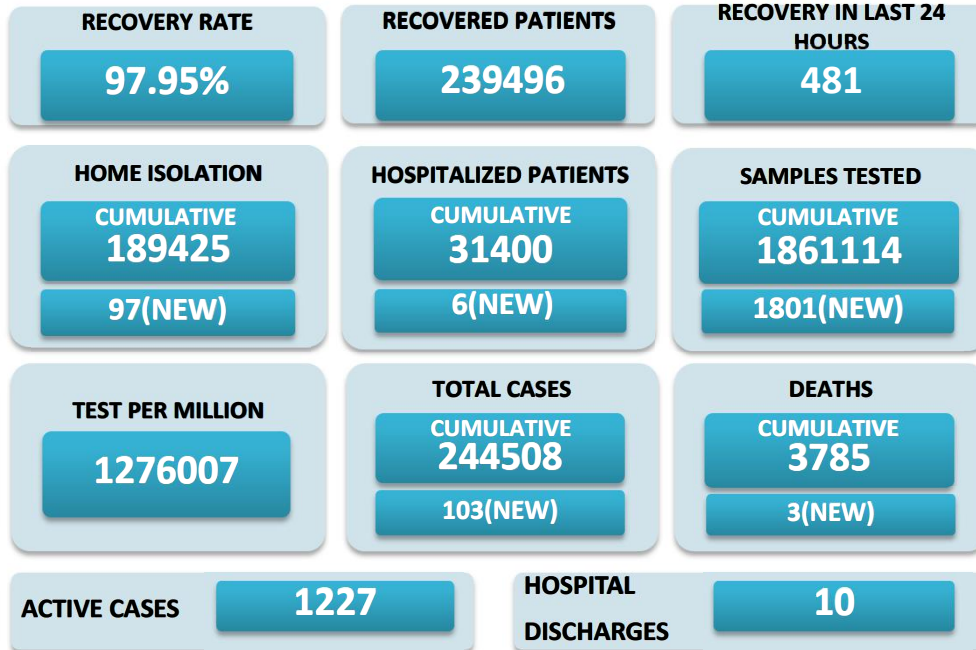 RECOVERY RATE
97.95%
RECOVERED PATIENTS
239496
RECOVERY IN LAST 24
HOURS
481
HOME ISOLATION
CUMULATIVE
189425
97(NEW)
HOSPITALIZED PATIENTS
CUMULATIVE
31400
6(NEW)
SAMPLES TESTED
CUMULATIVE
1861114
1801(NEW)
TEST PER MILLION
1276007
TOTAL CASES
CUMULATIVE
244508
103(NEW)
DEATHS
CUMULATIVE
3785
3(NEW)
ACTIVE CASES
1227
HOSPITAL
DISCHARGES
10